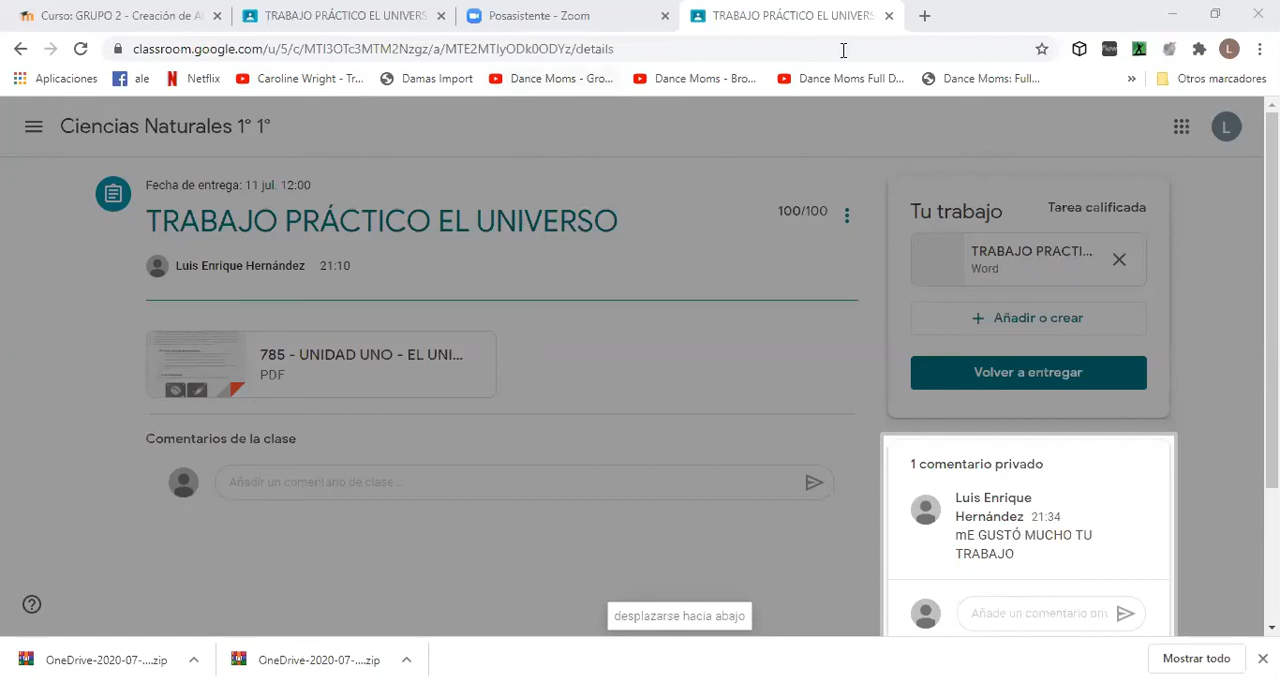 Curso: GRUPO 2 - Creación de A
TRABAJO PRÁCTICO EL UNIVERS
Posasistente - Zoom
TRABAJO PRÁCTICO EL UNIVERS
classroom.google.com/u/5/c/MTI3OTc3MTM2Nzgz/a/MTE2MTIyODk0ODYz/details
L
Aplicaciones
ale
Netflix
Caroline Wright - Tr...
Damas Import
Dance Moms - Gro...
Dance Moms - Bro...
Dance Moms Full D...
Dance Moms: Full...
»
Otros marcadores
Ciencias Naturales 1° 1°
L
Fecha de entrega: 11 jul. 12:00
TRABAJO PRÁCTICO EL UNIVERSO
100/100
Luis Enrique Hernández 21:10
785 - UNIDAD UNO - EL UNI...
PDF
Comentarios de la clase
Añadir un comentario de clase...
Tu trabajo
Tarea calificada
TRABAJO PRACTI...
Word
+ Añadir o crear
Volver a entregar
1 comentario privado
Luis Enrique
Hernández 21:34
mE GUSTÓ MUCHO TU
TRABAJO
Añade un comentario priv
desplazarse hacia abajo
OneDrive-2020-07-....zip
OneDrive-2020-07-....zip
Mostrar todo